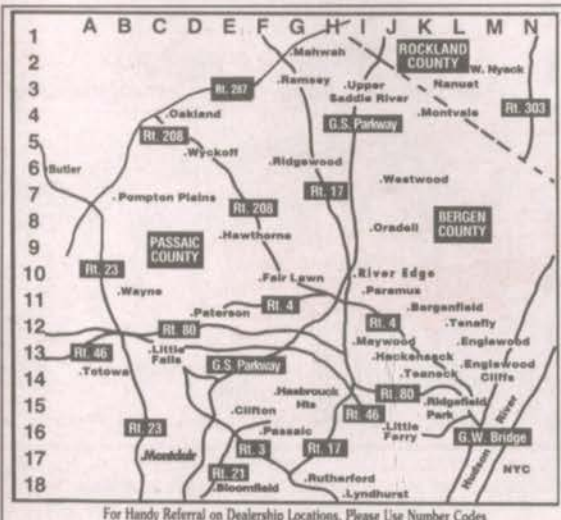 A B C D E F G H I J K L M N
1
.Mahwah
ROCKLAND COUNTY
2
.Ramsey
W. Nyack
.Upper Saddle River
Nanuet
3
Rt. 287
.Oakland
.Montvale
Rt. 303
4
G.S. Parkway
Rt. 208
5
.Wyckoff
.Ridgewood
6
Butler
.Westwood
7
.Pompton Plains
Rt. 17
Rt. 208
8
BERGEN COUNTY
.Hawthorne
.Oradell
9
PASSAIC COUNTY
10
Rt. 23
.Fair Lawn
.River Edge
.Wayne
.Paramus
11
.Paterson
Rt. 4
.Bergenfield
12
Rt. 80
Rt. 4
.Tenafly
.Maywood
.Englewood
13
Rt. 46
.Little Falls
G.S. Parkway
.Hackensack
.Totowa
.Teaneck
.Englewood Cliffs
14
.Hasbrouck Hts
Rt. 80
15
.Clifton
Rt. 46
.Ridgefield Park
16
Rt. 23
.Passaic
.Little Ferry
G.W. Bridge
Hudson River
.Montclair
Rt. 3
Rt. 17
17
Rt. 21
NYC
.Rutherford
18
.Bloomfield
.Lyndhurst
For Handy Referral on Dealership Locations, Please Use Number Codes